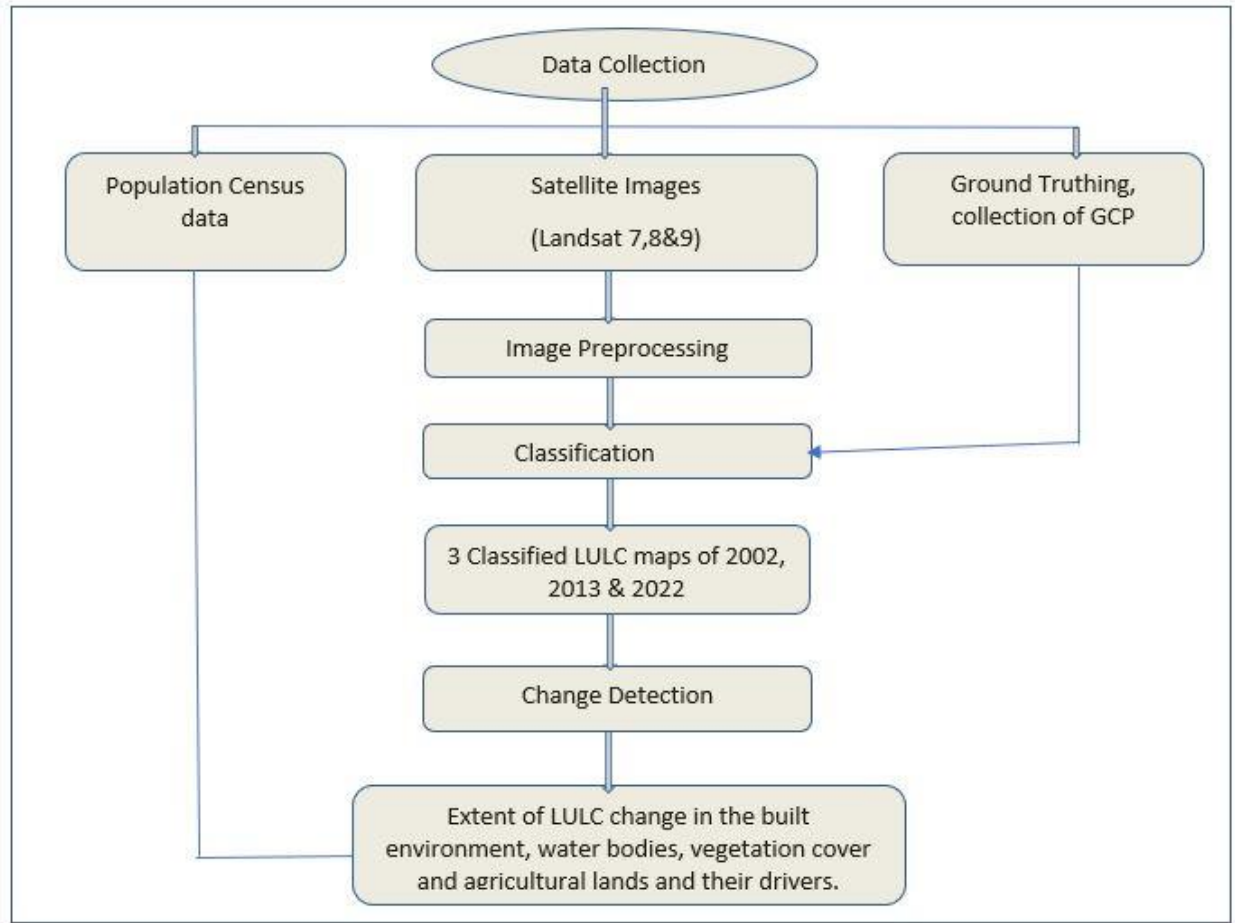 Data Collection
Population Census
data
Satellite Images
(Landsat 7,8&9)
Ground Truthing,
collection of GCP
Image Preprocessing
Classification
3 Classified LULC maps of 2002,
2013 & 2022
Change Detection
Extent of LULC change in the built
environment, water bodies, vegetation cover
and agricultural lands and their drivers.